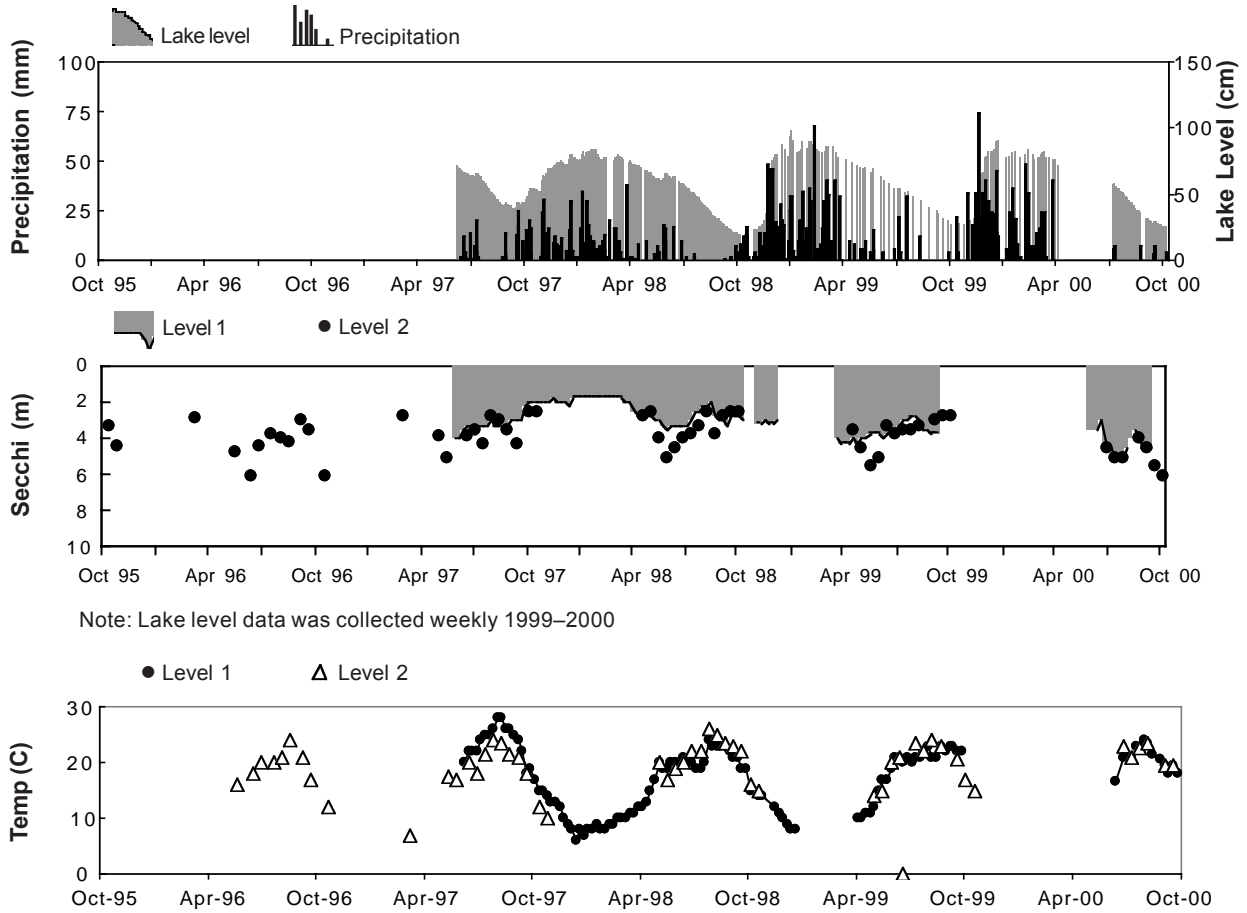 Lake level Precipitation
Precipitation (mm)
Lake Level (cm)
100 150
75
100
50
50
25
0 0
Oct 95 Apr 96 Oct 96 Apr 97 Oct 97 Apr 98 Oct 98 Apr 99 Oct 99 Apr 00 Oct 00
Level 1 Level 2
Secchi (m)
0
2
4
6
8
10
Oct 95 Apr 96 Oct 96 Apr 97 Oct 97 Apr 98 Oct 98 Apr 99 Oct 99 Apr 00 Oct 00
Note: Lake level data was collected weekly 1999–2000
Level 1 Level 2
Temp (C)
30
20
10
0
Oct-95 Apr-96 Oct-96 Apr-97 Oct-97 Apr-98 Oct-98 Apr-99 Oct-99 Apr-00 Oct-00